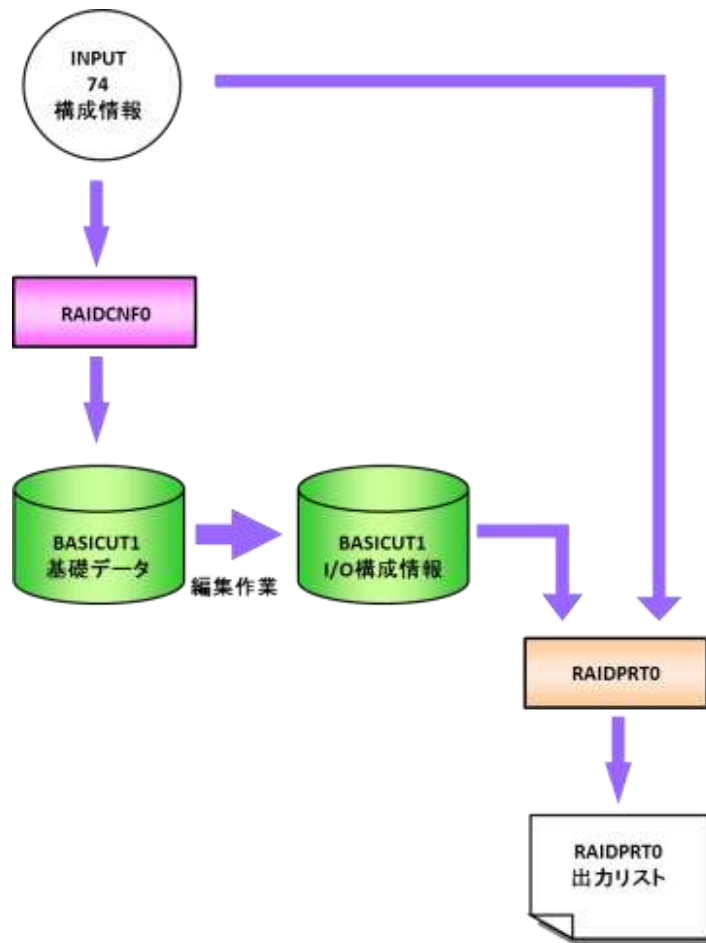 INPUT
74
構成情報
RAIDCNF0
BASICUT1
基礎データ
編集作業
BASICUT1
I/O構成情報
RAIDPRT0
RAIDPRT0
出力リスト